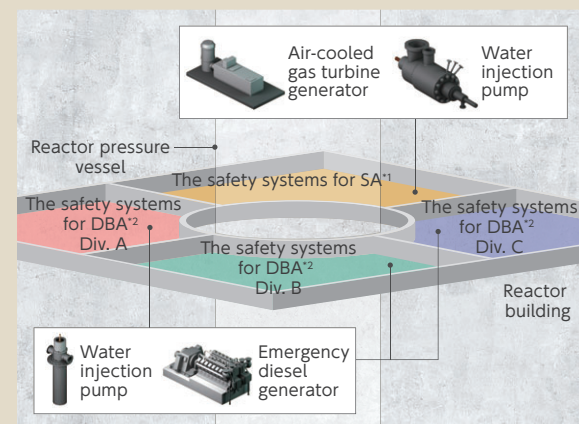 Air-cooled
gas turbine
generator
Water
injection
pump
Reactor pressure
vessel
The safety systems for SA*1
The safety systems
for DBA*2
Div. A
The safety systems
for DBA*2
Div. B
The safety systems
for DBA*2
Div. C
Reactor
building
Water
injection
pump
Emergency
diesel
generator